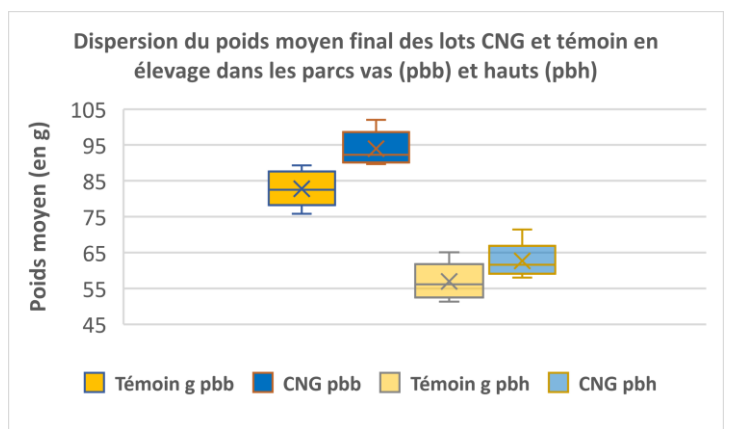 Dispersion du poids moyen final des lots CNG et témoin en
élevage dans les parcs vas (pbb) et hauts (pbh)
Poids moyen (en g)
105
95
85
75
65
55
45
Témoin g pbb CNG pbb Témoin g pbh CNG pbh